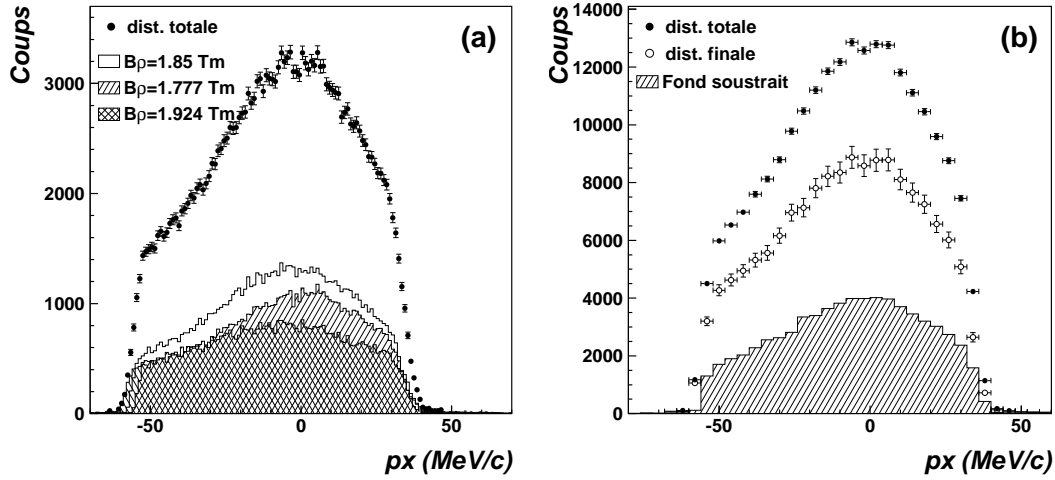 Coups
3000
2000
1000
0
-50
0
50
px (MeV/c)
dist. totale
Bρ=1.85 Tm
Bρ=1.777 Tm
Bρ=1.924 Tm
(a)
Coups
14000
12000
10000
8000
6000
4000
2000
0
-50
0
50
px (MeV/c)
dist. totale
dist. finale
Fond soustrait
(b)